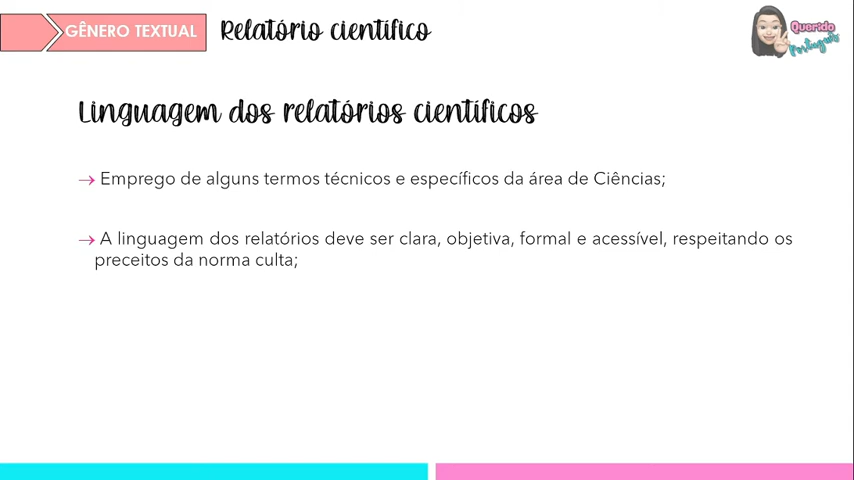 GÊNERO TEXTUAL
Relatório científico
Querido
Português
Linguagem dos relatórios científicos
→ Emprego de alguns termos técnicos e específicos da área de Ciências;
→ A linguagem dos relatórios deve ser clara, objetiva, formal e acessível, respeitando os
preceitos da norma culta;